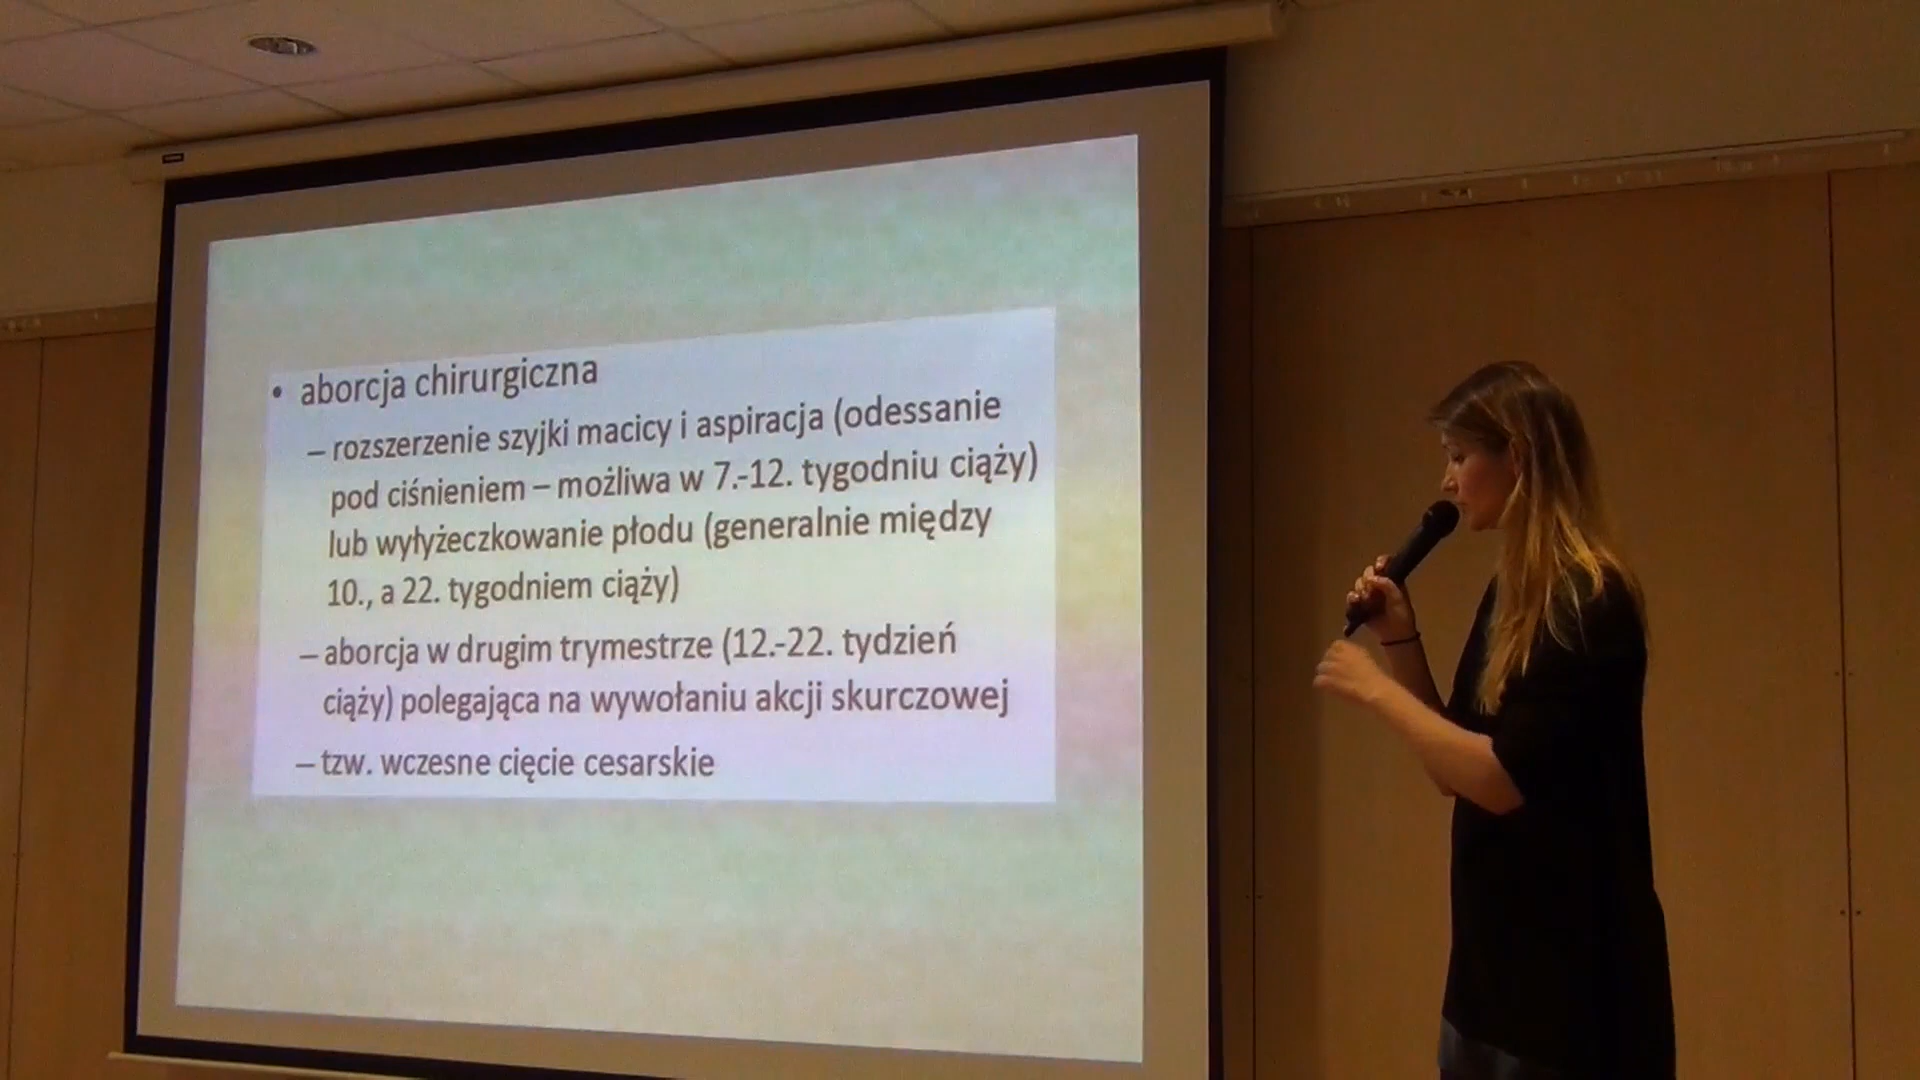 • aborcja chirurgiczna
– rozszerzenie szyjki macicy i aspiracja (odessanie
pod ciśnieniem – możliwa w 7.-12. tygodniu ciąży)
lub wyłyżeczkowanie płodu (generalnie między
10., a 22. tygodniem ciąży)
– aborcja w drugim trymestrze (12.-22. tydzień
ciąży) polegająca na wywołaniu akcji skurczowej
– tzw. wczesne cięcie cesarskie